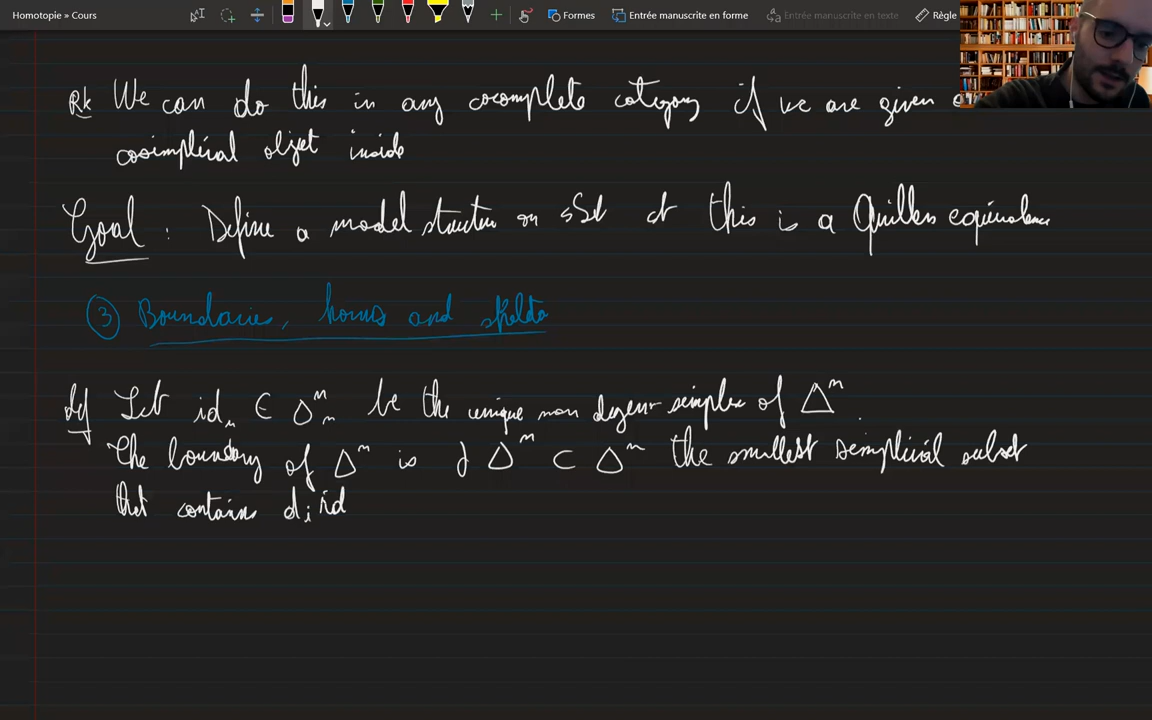 Homotopie » Cours
Formes Entrée manuscrite en forme Entrée manuscrite en texte Règle
Rk We can do this in any cocomplete category if we are given
cosimplicial objet inside
Goal : Define a model structure on sSet st this is a Quillen equivalence
③ Boundaries, horns and skeleta
Def Let idₙ ∈ Δⁿₙ be the unique non degener simplex of Δⁿ.
The boundary of Δⁿ is ∂Δⁿ ⊂ Δⁿ the smallest simplicial subset
that contains dᵢ id